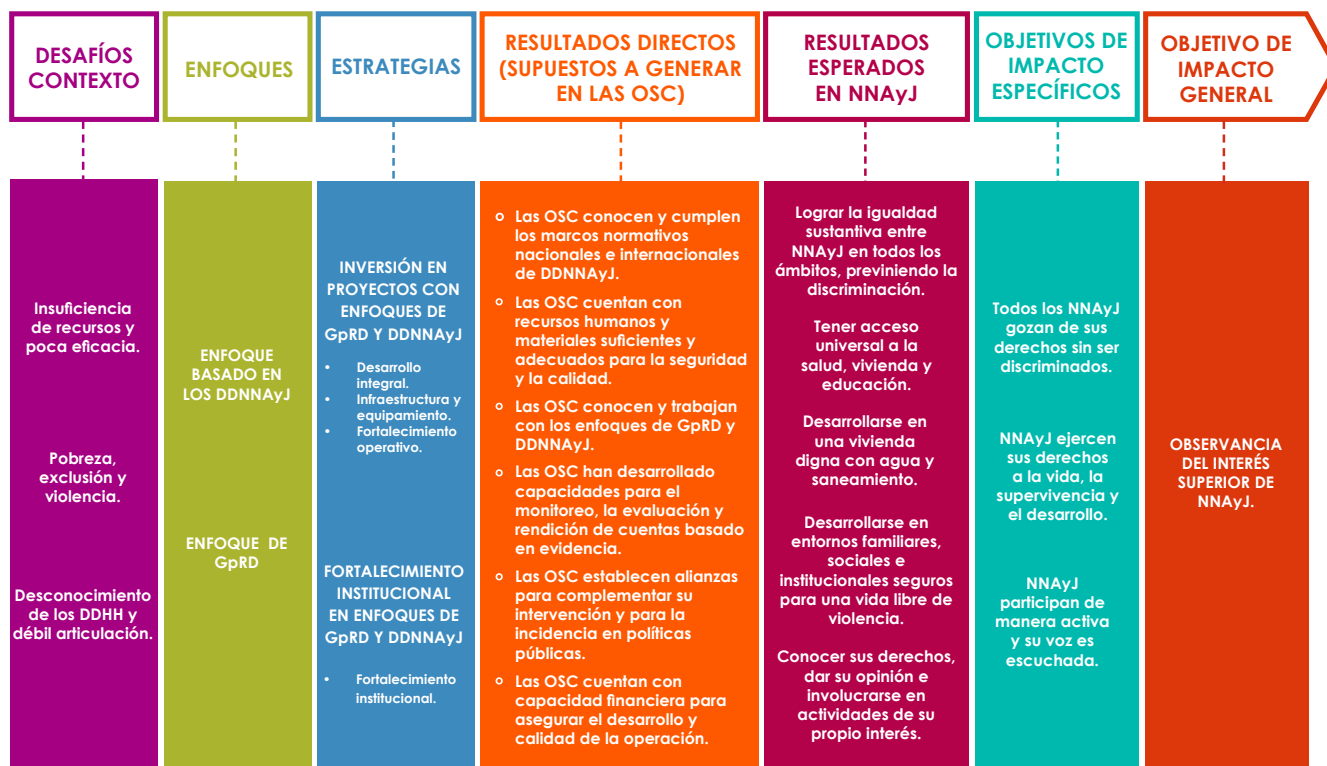 DESAFÍOS
CONTEXTO
ENFOQUES
ESTRATEGIAS
RESULTADOS DIRECTOS
(SUPUESTOS A GENERAR
EN LAS OSC)
RESULTADOS
ESPERADOS
EN NNAyJ
OBJETIVOS DE
IMPACTO
ESPECÍFICOS
OBJETIVO DE
IMPACTO
GENERAL
Insuficiencia
de recursos y
poca eficacia.
Pobreza,
exclusión y
violencia.
Desconocimiento
de los DDHH y
débil articulación.
ENFOQUE
BASADO EN
LOS DDNNAyJ
ENFOQUE DE
GpRD
INVERSIÓN EN
PROYECTOS CON
ENFOQUES DE
GpRD Y DDNNAyJ
• Desarrollo
integral.
• Infraestructura y
equipamiento.
• Fortalecimiento
operativo.
FORTALECIMIENTO
INSTITUCIONAL
EN ENFOQUES DE
GpRD Y DDNNAyJ
• Fortalecimiento
institucional.
o Las OSC conocen y cumplen
los marcos normativos
nacionales e internacionales
de DDNNAyJ.
o Las OSC cuentan con
recursos humanos y
materiales suficientes y
adecuados para la seguridad
y la calidad.
o Las OSC conocen y trabajan
con los enfoques de GpRD y
DDNNAyJ.
o Las OSC han desarrollado
capacidades para el
monitoreo, la evaluación y
rendición de cuentas basado
en evidencia.
o Las OSC establecen alianzas
para complementar su
intervención y para la
incidencia en políticas
públicas.
o Las OSC cuentan con
capacidad financiera para
asegurar el desarrollo y
calidad de la operación.
Lograr la igualdad
sustantiva entre
NNAyJ en todos los
ámbitos, previniendo la
discriminación.
Tener acceso
universal a la
salud, vivienda y
educación.
Desarrollarse en
una vivienda
digna con agua y
saneamiento.
Desarrollarse en
entornos familiares,
sociales e
institucionales seguros
para una vida libre de
violencia.
Conocer sus derechos,
dar su opinión e
involucrarse en
actividades de su
propio interés.
Todos los NNAyJ
gozan de sus
derechos sin ser
discriminados.
NNAyJ ejercen
sus derechos
a la vida, la
supervivencia y
el desarrollo.
NNAyJ
participan de
manera activa
y su voz es
escuchada.
OBSERVANCIA
DEL INTERÉS
SUPERIOR DE
NNAyJ.